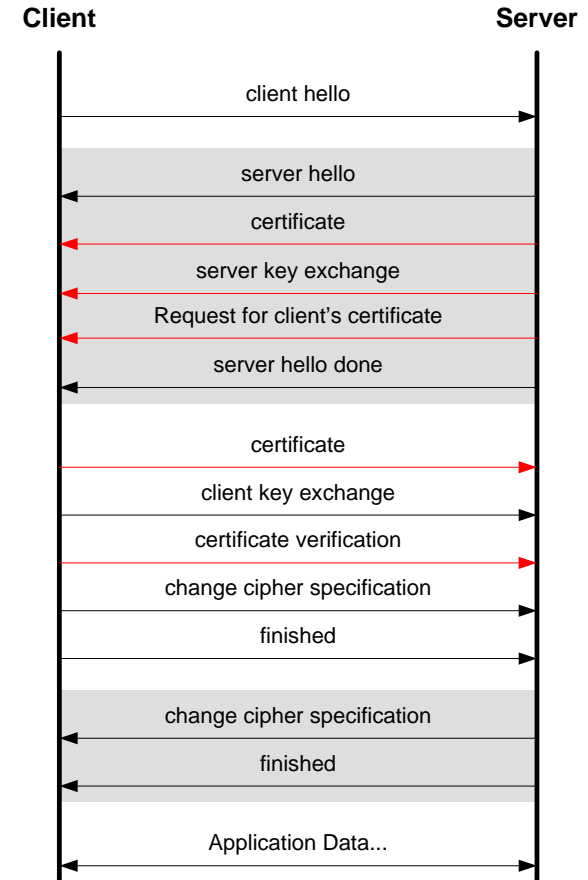 Client Server
client hello
server hello
certificate
server key exchange
Request for client’s certificate
server hello done
certificate
client key exchange
certificate verification
change cipher specification
finished
change cipher specification
finished
Application Data...